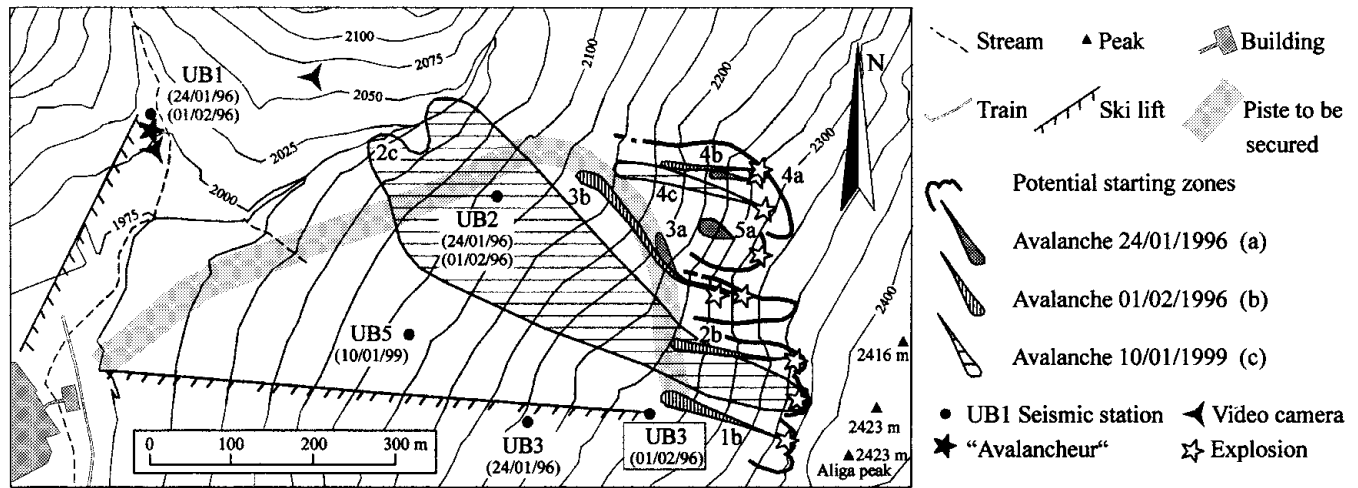 2100
2075
2050
2025
2000
1975
2100
2200
2300
2400
UB1
(24/01/96)
(01/02/96)
N
2c
UB2
(24/01/96)
(01/02/96)
3b
4b
4a
4c
3a
5a
2b
1b
UB5
(10/01/99)
UB3
(24/01/96)
UB3
(01/02/96)
2416 m
2423 m
2423 m
Aliga peak
0 100 200 300 m
Stream
Peak
Building
Train
Ski lift
Piste to be
secured
Potential starting zones
Avalanche 24/01/1996 (a)
Avalanche 01/02/1996 (b)
Avalanche 10/01/1999 (c)
UB1 Seismic station
Video camera
“Avalancheur“
Explosion